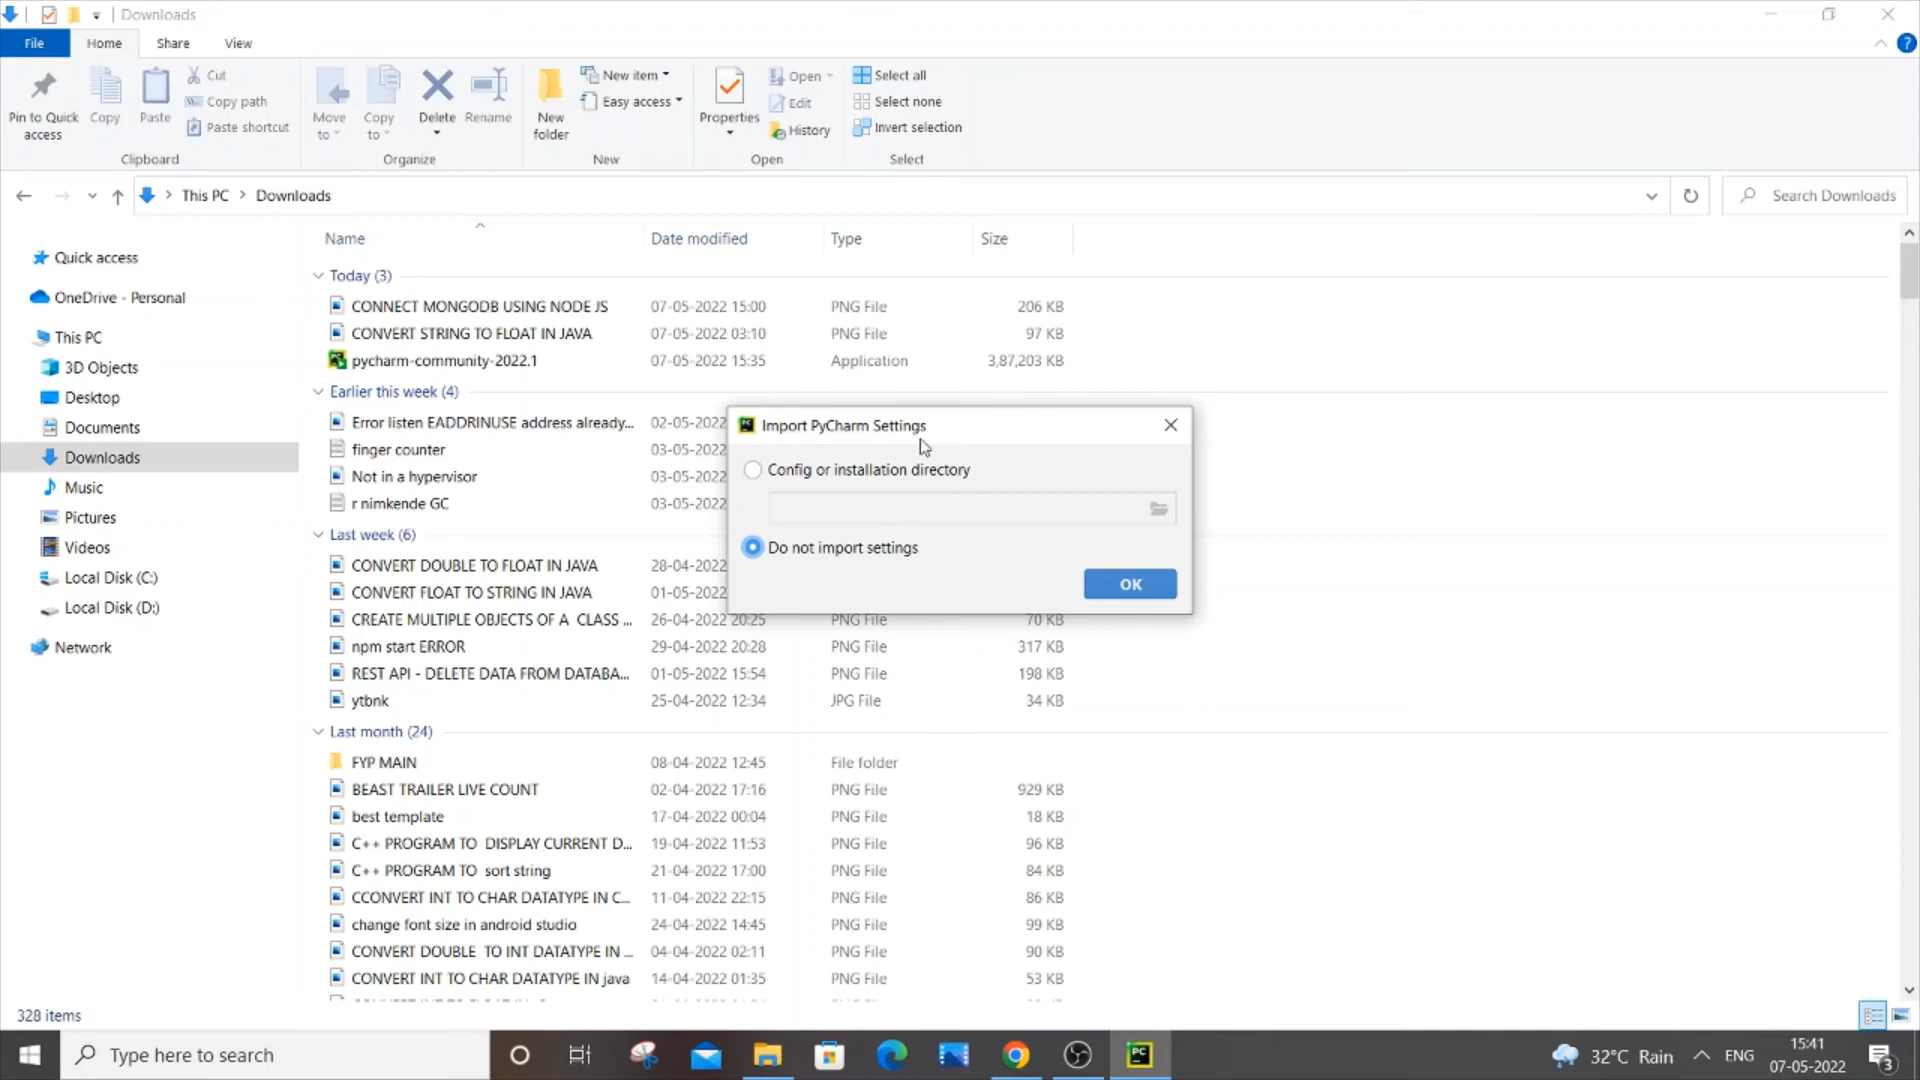 Downloads
File Home Share View
Pin to Quick access
Copy
Paste
Cut
Copy path
Paste shortcut
Clipboard
Move to
Copy to
Delete
Rename
Organize
New folder
New item
Easy access
New
Properties
Open
Edit
History
Open
Select all
Select none
Invert selection
Select
This PC Downloads
Search Downloads
Quick access
OneDrive - Personal
This PC
3D Objects
Desktop
Documents
Downloads
Music
Pictures
Videos
Local Disk (C:)
Local Disk (D:)
Network
Name Date modified Type Size
Today (3)
CONNECT MONGODB USING NODE JS 07-05-2022 15:00 PNG File 206 KB
CONVERT STRING TO FLOAT IN JAVA 07-05-2022 03:10 PNG File 97 KB
pycharm-community-2022.1 07-05-2022 15:35 Application 3,87,203 KB
Earlier this week (4)
Error listen EADDRINUSE address already... 02-05-2022
finger counter 03-05-2022
Not in a hypervisor 03-05-2022
r nimkende GC 03-05-2022
Last week (6)
CONVERT DOUBLE TO FLOAT IN JAVA 28-04-2022
CONVERT FLOAT TO STRING IN JAVA 01-05-2022
CREATE MULTIPLE OBJECTS OF A CLASS ... 26-04-2022 20:25 PNG File 70 KB
npm start ERROR 29-04-2022 20:28 PNG File 317 KB
REST API - DELETE DATA FROM DATABA... 01-05-2022 15:54 PNG File 198 KB
ytbnk 25-04-2022 12:34 JPG File 34 KB
Last month (24)
FYP MAIN 08-04-2022 12:45 File folder
BEAST TRAILER LIVE COUNT 02-04-2022 17:16 PNG File 929 KB
best template 17-04-2022 00:04 PNG File 18 KB
C++ PROGRAM TO DISPLAY CURRENT D... 19-04-2022 11:53 PNG File 96 KB
C++ PROGRAM TO sort string 21-04-2022 17:00 PNG File 84 KB
CCONVERT INT TO CHAR DATATYPE IN C... 11-04-2022 22:15 PNG File 86 KB
change font size in android studio 24-04-2022 14:45 PNG File 99 KB
CONVERT DOUBLE TO INT DATATYPE IN ... 04-04-2022 02:11 PNG File 90 KB
CONVERT INT TO CHAR DATATYPE IN java 14-04-2022 01:35 PNG File 53 KB
PC Import PyCharm Settings
Config or installation directory
Do not import settings
OK
328 items
Type here to search
PC
32°C Rain
ENG
15:41
07-05-2022
3